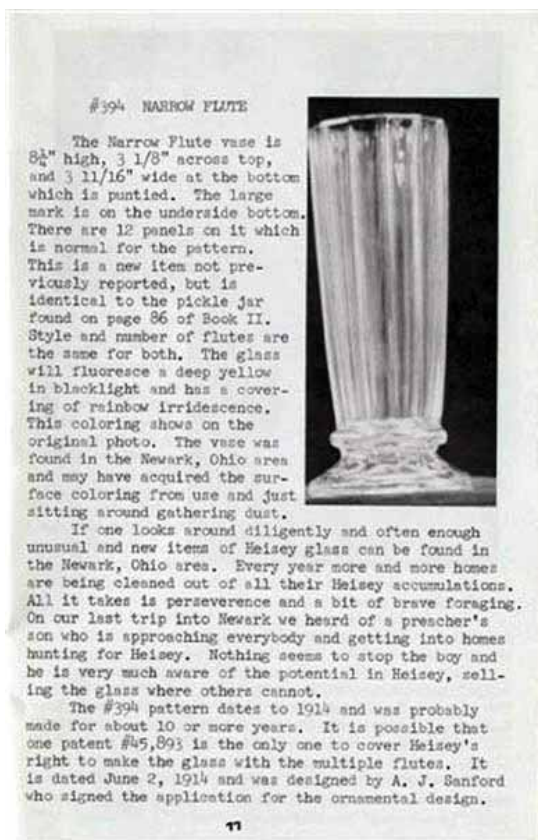 #394 NARROW FLUTE
The Narrow Flute vase is
8¼" high, 3 1/8" across top,
and 3 11/16" wide at the bottom
which is puntied. The large
mark is on the underside bottom.
There are 12 panels on it which
is normal for the pattern.
This is a new item not pre-
viously reported, but is
identical to the pickle jar
found on page 86 of Book II.
Style and number of flutes are
the same for both. The glass
will fluoresce a deep yellow
in blacklight and has a cover-
ing of rainbow irridescence.
This coloring shows on the
original photo. The vase was
found in the Newark, Ohio area
and may have acquired the sur-
face coloring from use and just
sitting around gathering dust.
If one looks around diligently and often enough
unusual and new items of Heisey glass can be found in
the Newark, Ohio area. Every year more and more homes
are being cleaned out of all their Heisey accumulations.
All it takes is perseverence and a bit of brave foraging.
On our last trip into Newark we heard of a preacher's
son who is approaching everybody and getting into homes
hunting for Heisey. Nothing seems to stop the boy and
he is very much aware of the potential in Heisey, sell-
ing the glass where others cannot.
The #394 pattern dates to 1914 and was probably
made for about 10 or more years. It is possible that
one patent #45,893 is the only one to cover Heisey's
right to make the glass with the multiple flutes. It
is dated June 2, 1914 and was designed by A. J. Sanford
who signed the application for the ornamental design.